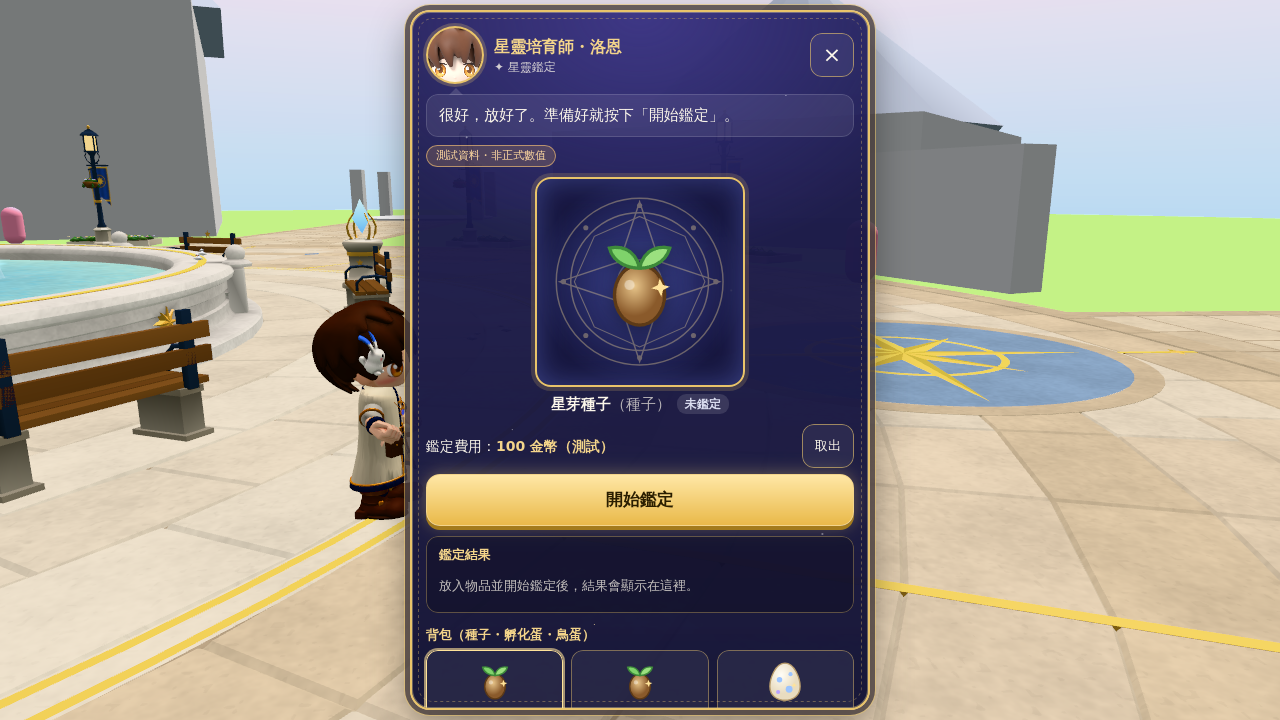 星靈培育師・洛恩
✦ 星靈鑑定
很好，放好了。準備好就按下「開始鑑定」。
測試資料・非正式數值
星芽種子（種子） 未鑑定
鑑定費用：100 金幣（測試） 取出
開始鑑定
鑑定結果
放入物品並開始鑑定後，結果會顯示在這裡。
背包（種子・孵化蛋・鳥蛋）